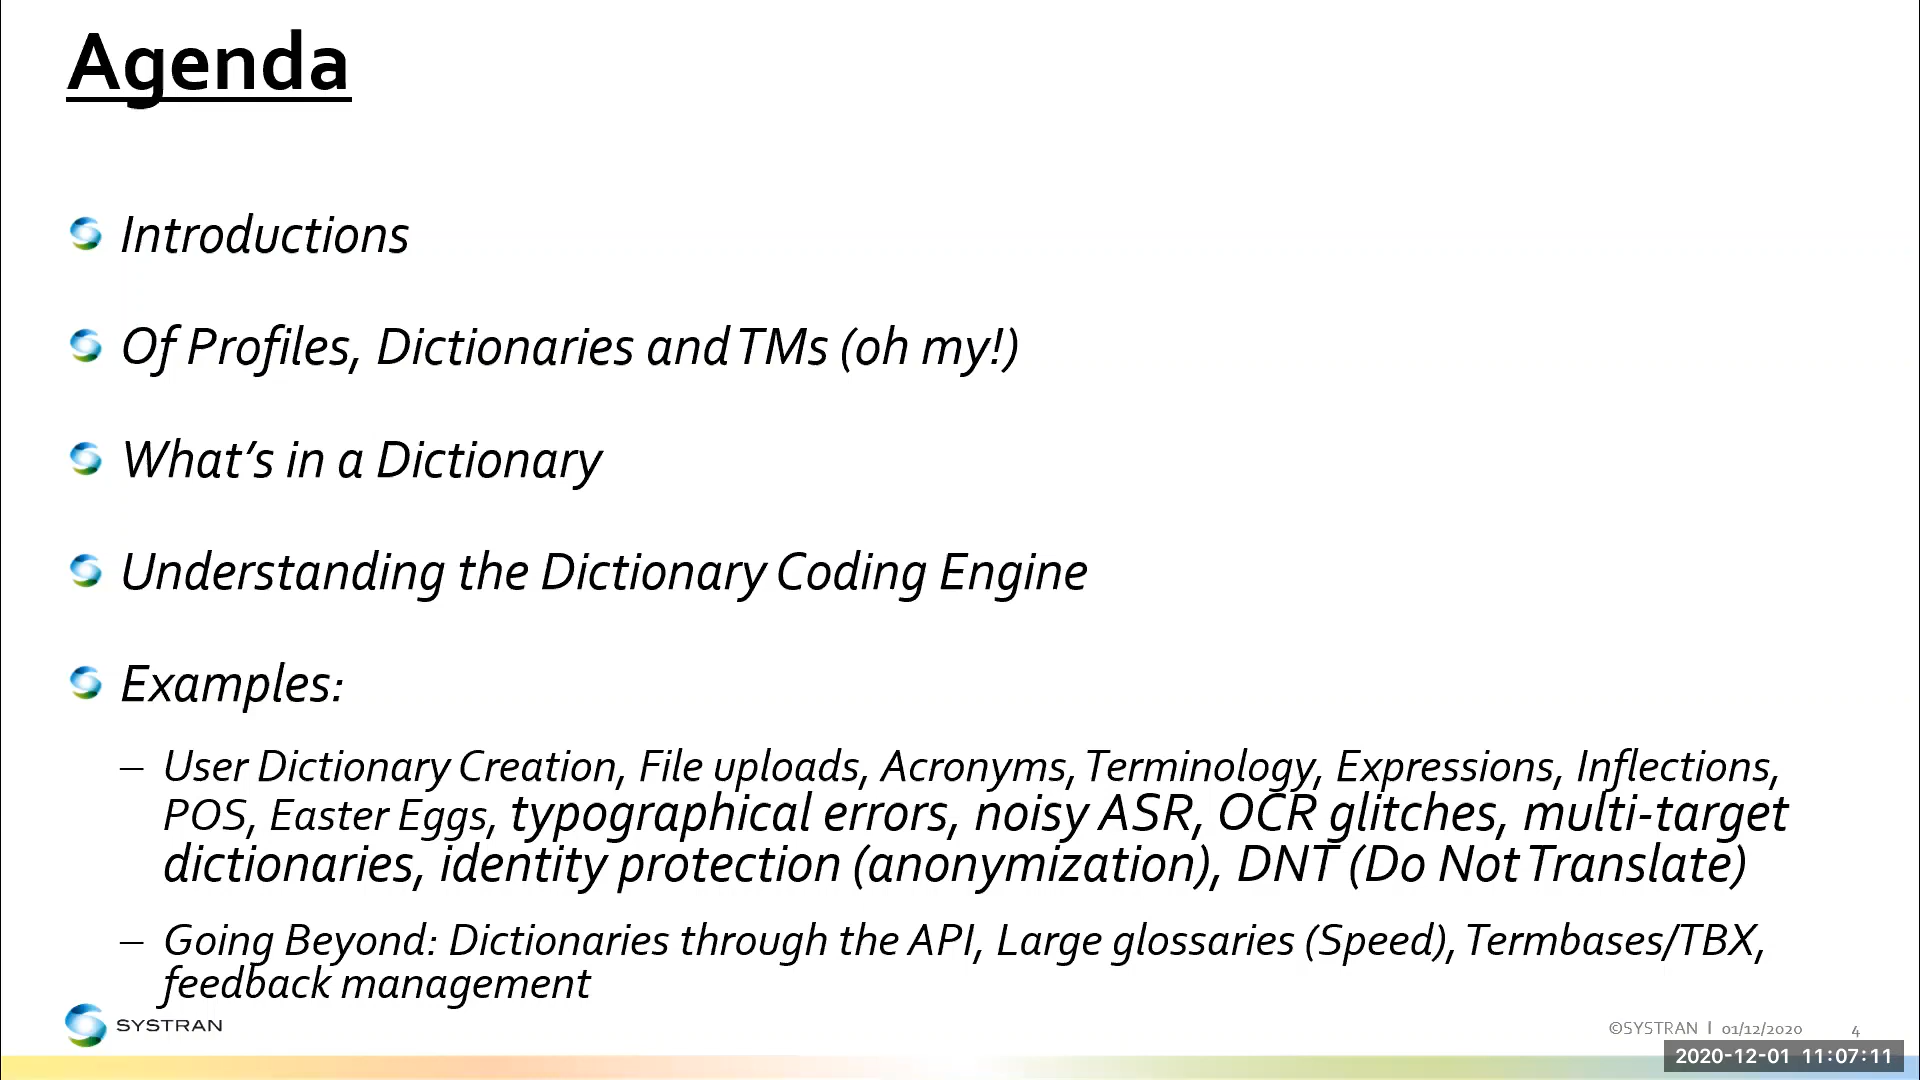 Agenda
Introductions
Of Profiles, Dictionaries and TMs (oh my!)
What's in a Dictionary
Understanding the Dictionary Coding Engine
Examples:
– User Dictionary Creation, File uploads, Acronyms, Terminology, Expressions, Inflections,
POS, Easter Eggs, typographical errors, noisy ASR, OCR glitches, multi-target
dictionaries, identity protection (anonymization), DNT (Do Not Translate)
– Going Beyond: Dictionaries through the API, Large glossaries (Speed), Termbases/TBX,
feedback management
SYSTRAN
©SYSTRAN | 01/12/2020 4
2020-12-01 11:07:11